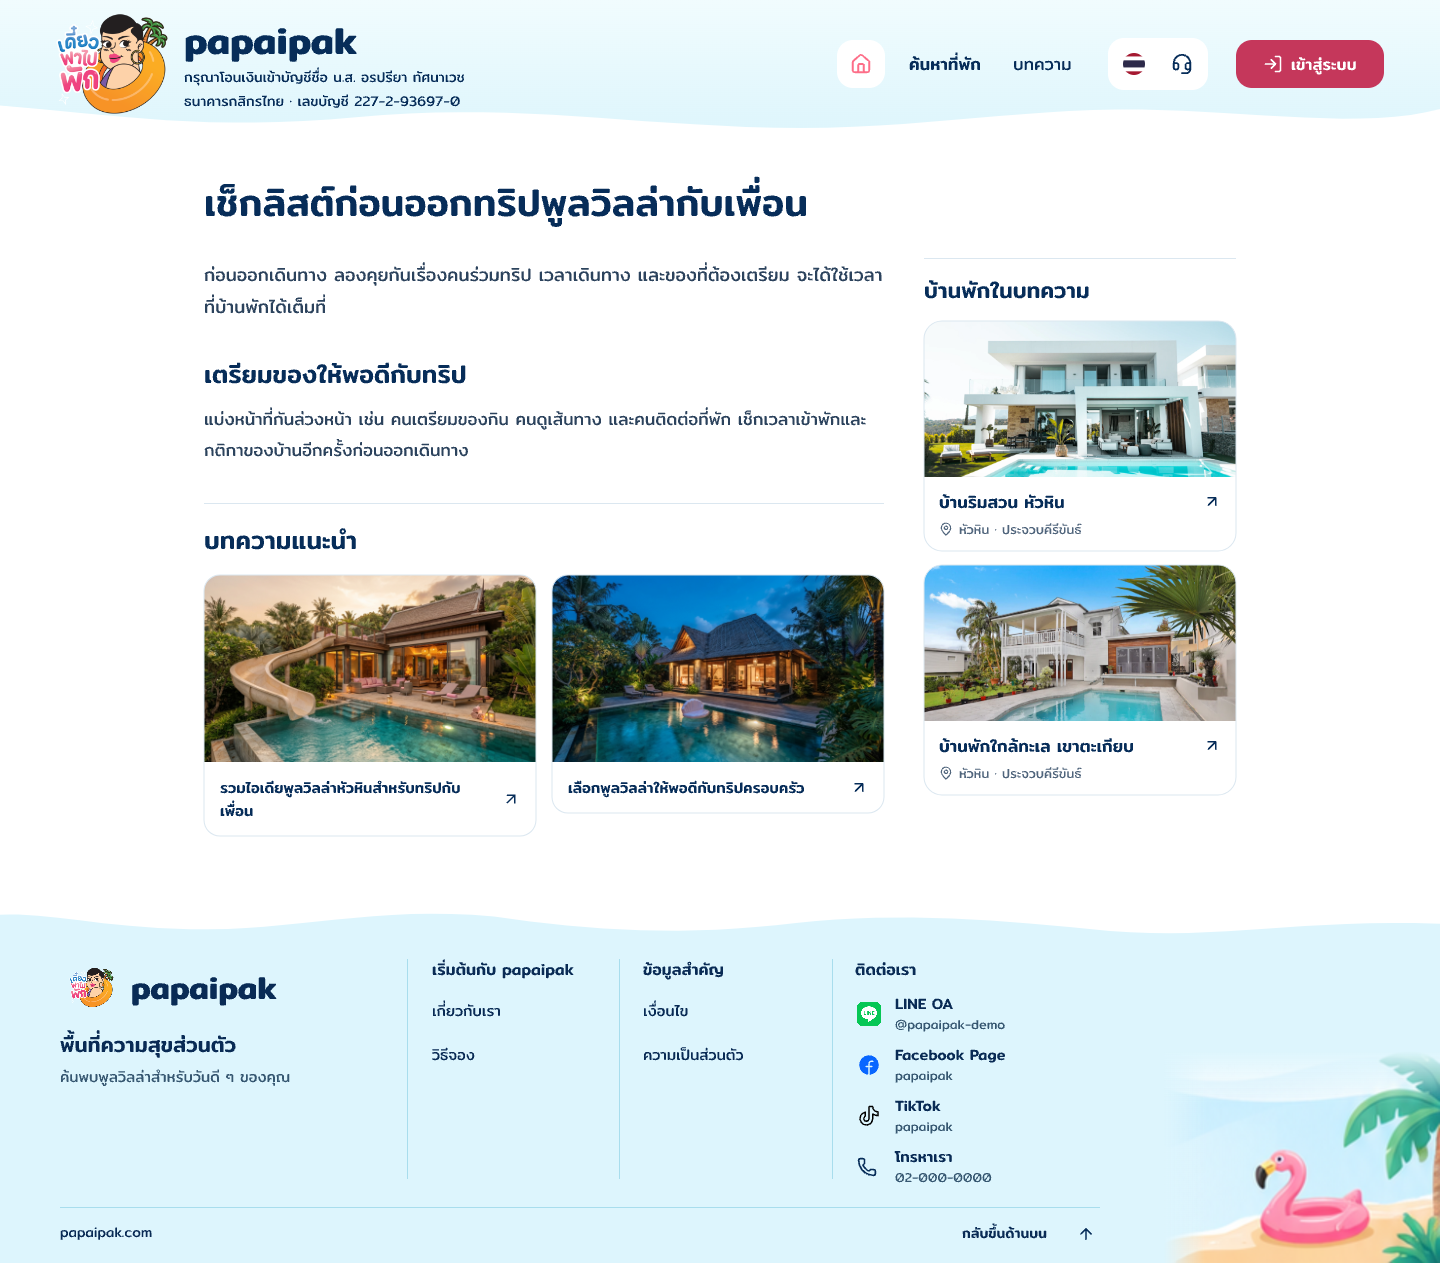 เดี๋ยว
พาไป
พัก
papaipak
กรุณาโอนเงินเข้าบัญชีชื่อ น.ส. อรปรียา ทัศนาเวช
ธนาคารกสิกรไทย · เลขบัญชี 227-2-93697-0
ค้นหาที่พัก
บทความ
เข้าสู่ระบบ
เช็กลิสต์ก่อนออกทริปพูลวิลล่ากับเพื่อน
ก่อนออกเดินทาง ลองคุยกันเรื่องคนร่วมทริป เวลาเดินทาง และของที่ต้องเตรียม จะได้ใช้เวลา
ที่บ้านพักได้เต็มที่
เตรียมของให้พอดีกับทริป
แบ่งหน้าที่กันล่วงหน้า เช่น คนเตรียมของกิน คนดูเส้นทาง และคนติดต่อที่พัก เช็กเวลาเข้าพักและ
กติกาของบ้านอีกครั้งก่อนออกเดินทาง
บทความแนะนำ
รวมไอเดียพูลวิลล่าหัวหินสำหรับทริปกับ
เพื่อน
เลือกพูลวิลล่าให้พอดีกับทริปครอบครัว
บ้านพักในบทความ
บ้านริมสวน หัวหิน
หัวหิน · ประจวบคีรีขันธ์
บ้านพักใกล้ทะเล เขาตะเกียบ
หัวหิน · ประจวบคีรีขันธ์
เดี๋ยว
พาไป
พัก
papaipak
พื้นที่ความสุขส่วนตัว
ค้นพบพูลวิลล่าสำหรับวันดี ๆ ของคุณ
เริ่มต้นกับ papaipak
เกี่ยวกับเรา
วิธีจอง
ข้อมูลสำคัญ
เงื่อนไข
ความเป็นส่วนตัว
ติดต่อเรา
LINE
LINE OA
@papaipak-demo
Facebook Page
papaipak
TikTok
papaipak
โทรหาเรา
02-000-0000
papaipak.com
กลับขึ้นด้านบน